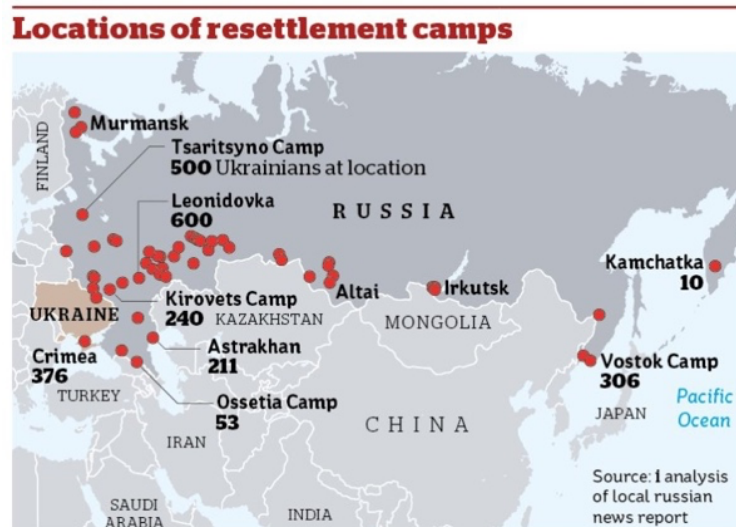 Locations of resettlement camps
Murmansk
FINLAND
Tsaritsyno Camp
500 Ukrainians at location
Leonidovka
600
RUSSIA
Kamchatka
10
Altai
Irkutsk
Kirovets Camp
240
UKRAINE
KAZAKHSTAN
MONGOLIA
Crimea
376
Astrakhan
211
Vostok Camp
306
TURKEY
Ossetia Camp
53
JAPAN
Pacific
Ocean
CHINA
IRAN
SAUDI
ARABIA
INDIA
Source: i analysis
of local russian
news report